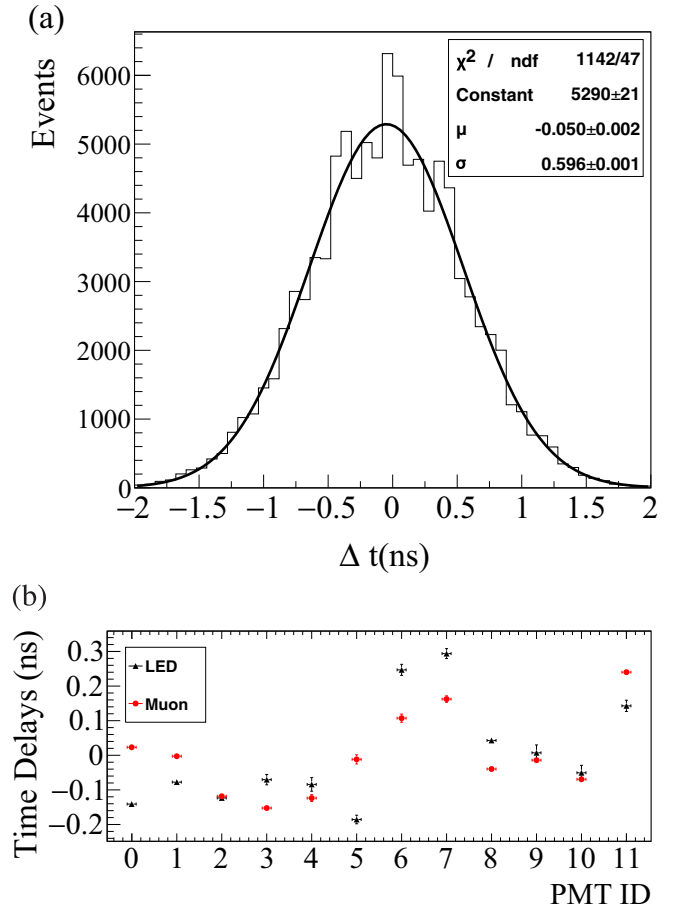 (a)
Events
6000
5000
4000
3000
2000
1000
0
χ² / ndf 1142/47
Constant 5290±21
μ -0.050±0.002
σ 0.596±0.001
−2 −1.5 −1 −0.5 0 0.5 1 1.5 2
Δ t(ns)
(b)
Time Delays (ns)
0.3
0.2
0.1
0
−0.1
−0.2
LED
Muon
0 1 2 3 4 5 6 7 8 9 10 11
PMT ID